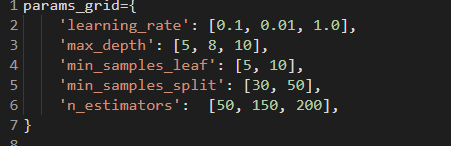 1 params_grid={
2 'learning_rate': [0.1, 0.01, 1.0],
3 'max_depth': [5, 8, 10],
4 'min_samples_leaf': [5, 10],
5 'min_samples_split': [30, 50],
6 'n_estimators':  [50, 150, 200],
7 }
8